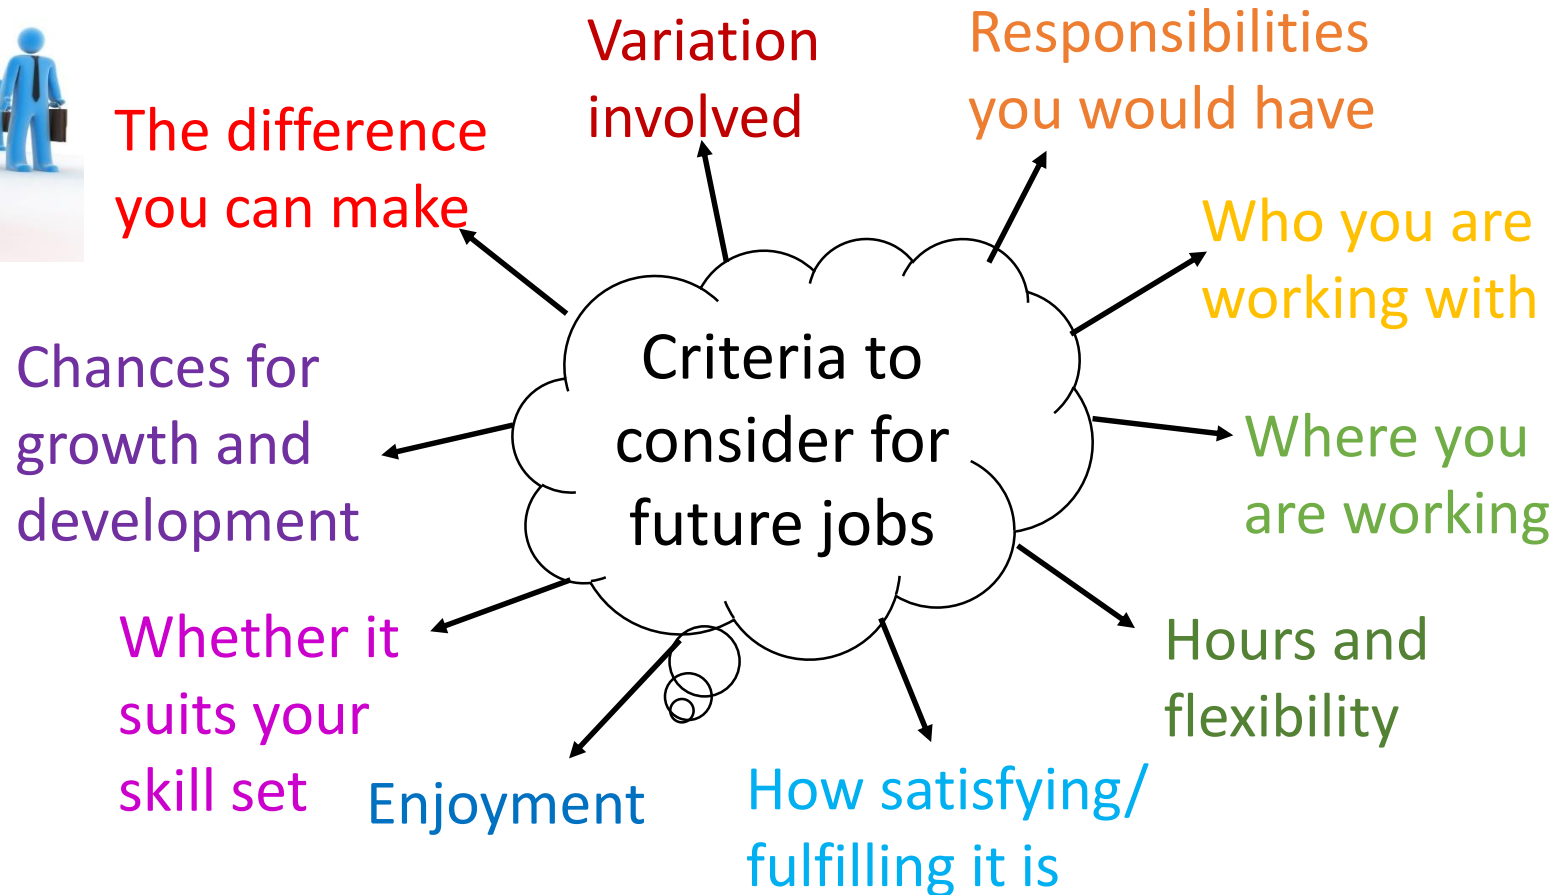 Variation
involved
Responsibilities
you would have
The difference
you can make
Who you are
working with
Criteria to
consider for
future jobs
Chances for
growth and
development
Where you
are working
Whether it
suits your
skill set
Hours and
flexibility
Enjoyment
How satisfying/
fulfilling it is